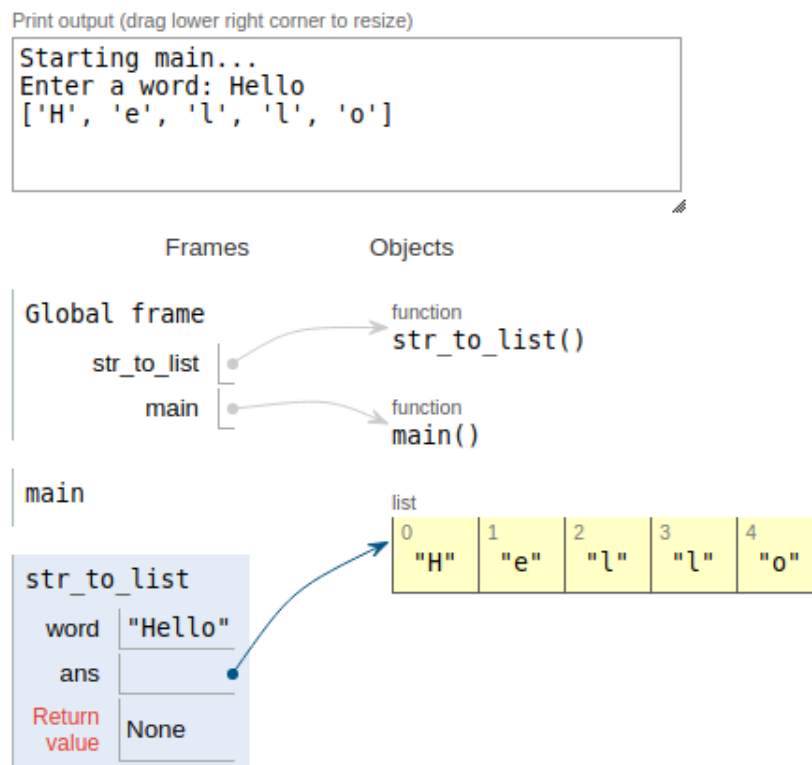 Print output (drag lower right corner to resize)
Starting main...
Enter a word: Hello
['H', 'e', 'l', 'l', 'o']
Frames Objects
Global frame
str_to_list
main
function
str_to_list()
function
main()
main
list
0 1 2 3 4
"H" "e" "l" "l" "o"
str_to_list
word "Hello"
ans
Return
value None